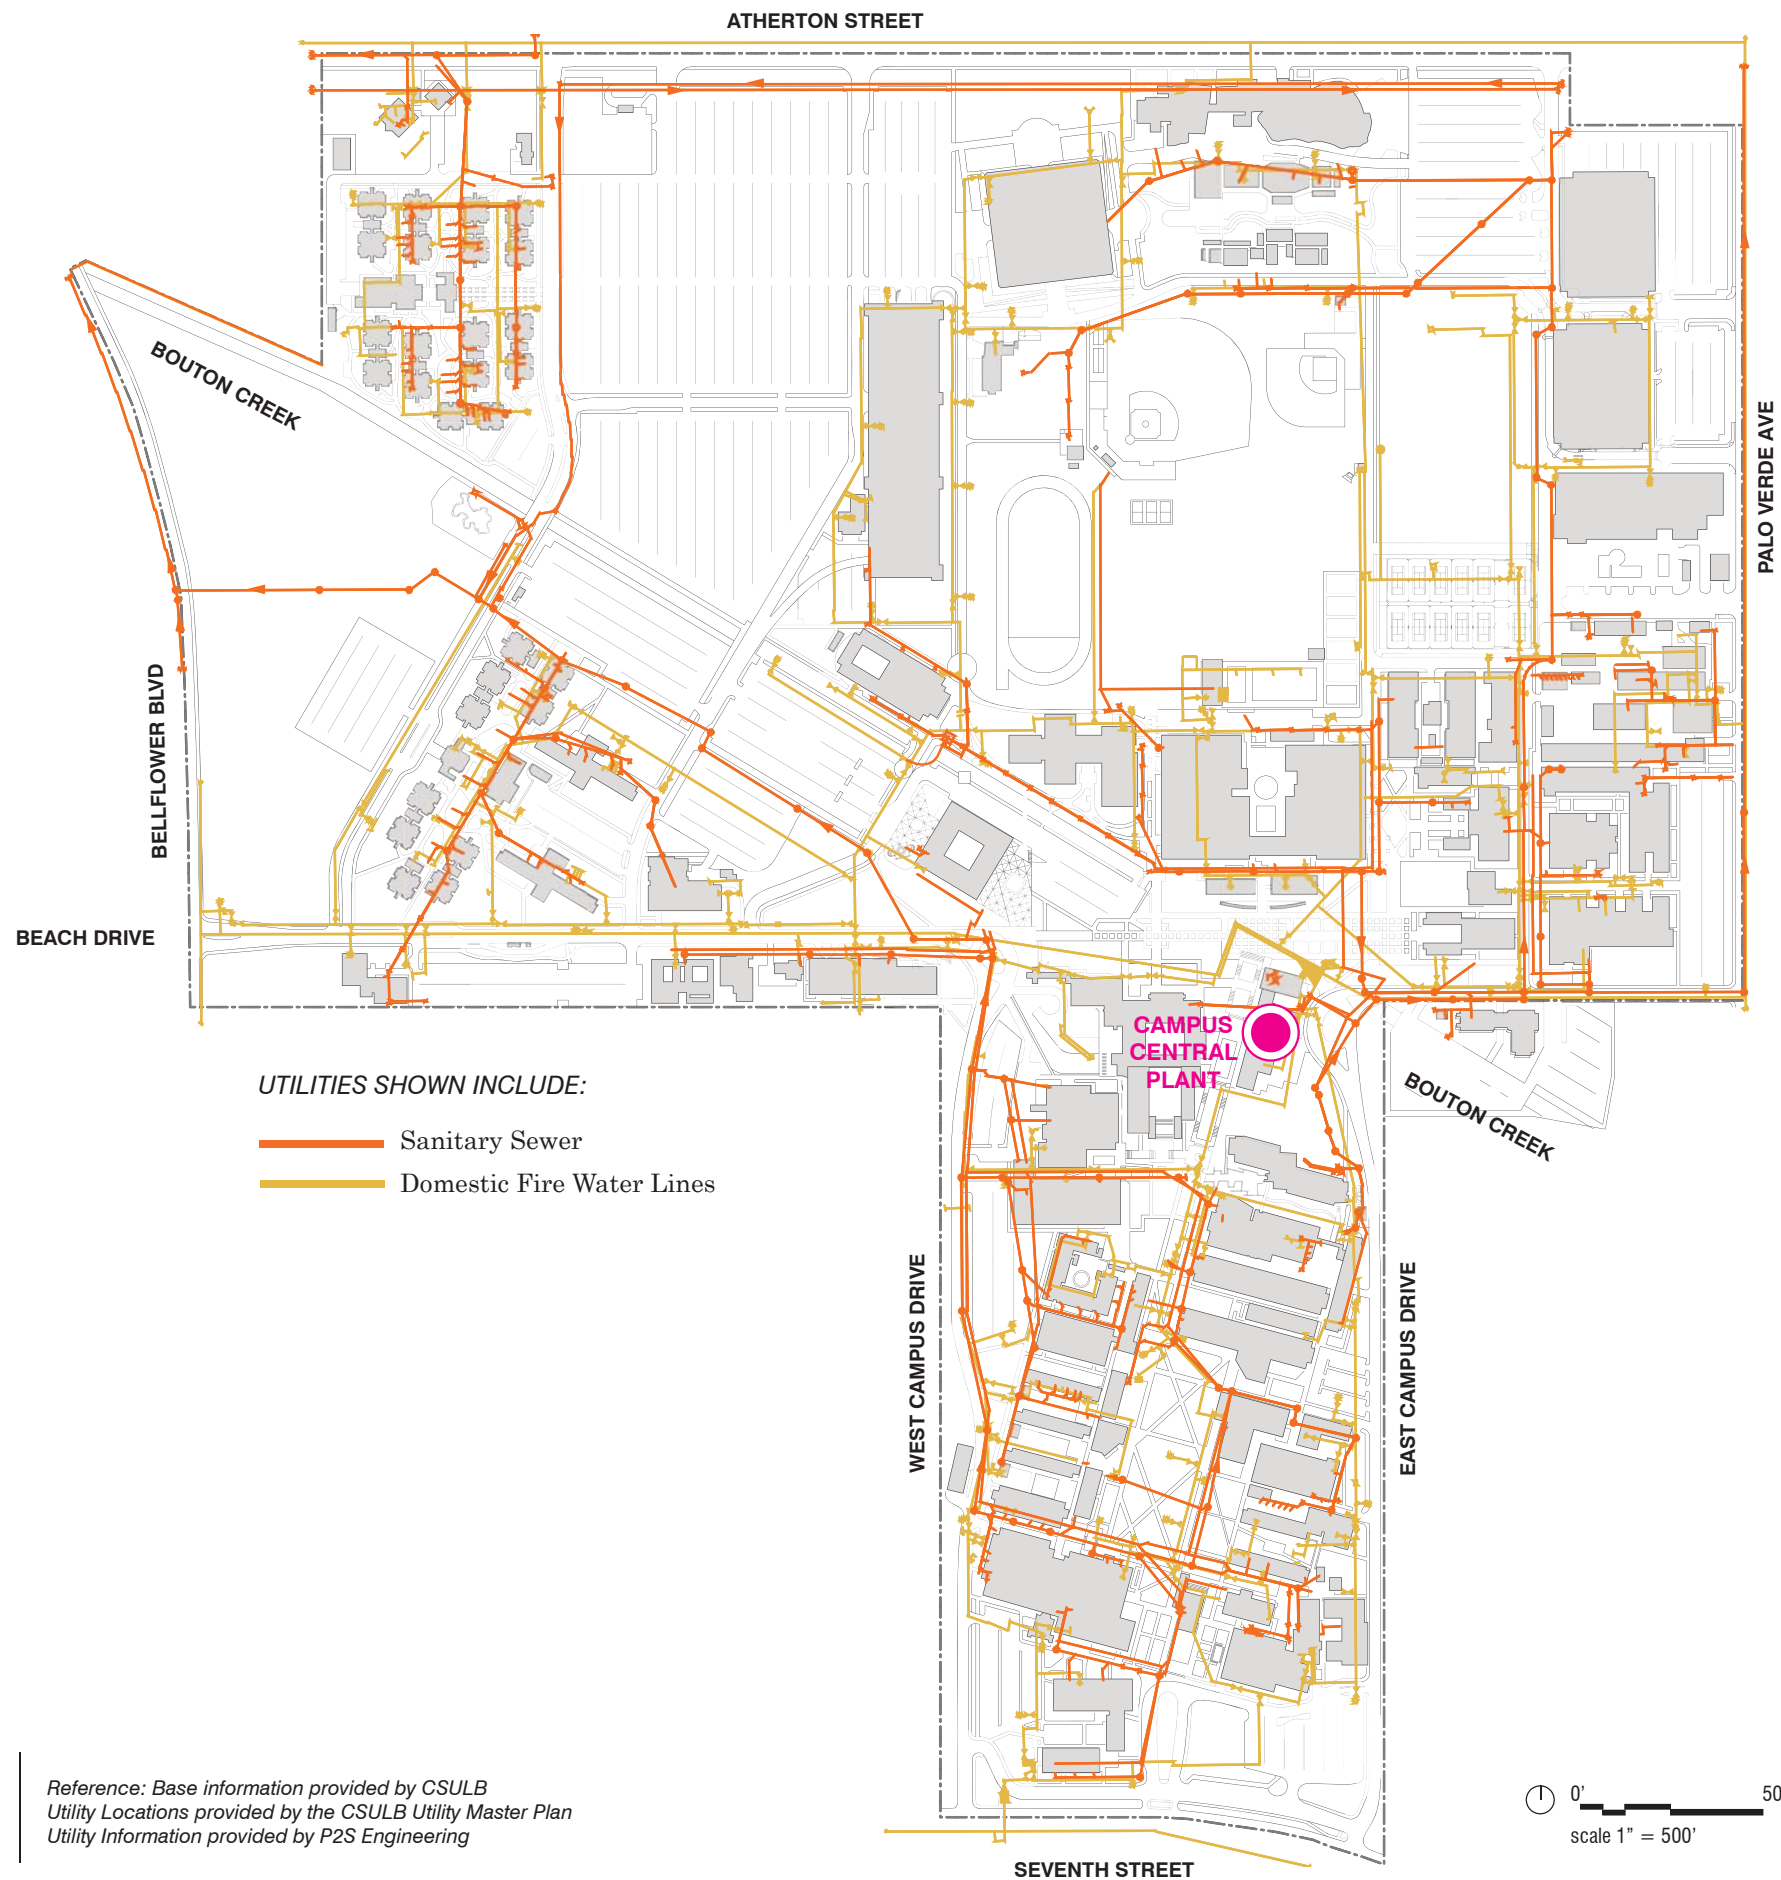 ATHERTON STREET
BOUTON CREEK
PALO VERDE AVE
BELLFLOWER BLVD
BEACH DRIVE
CAMPUS
CENTRAL
PLANT
UTILITIES SHOWN INCLUDE:
Sanitary Sewer
Domestic Fire Water Lines
BOUTON CREEK
WEST CAMPUS DRIVE
EAST CAMPUS DRIVE
Reference: Base information provided by CSULB
Utility Locations provided by the CSULB Utility Master Plan
Utility Information provided by P2S Engineering
0’ 50
scale 1” = 500’
SEVENTH STREET